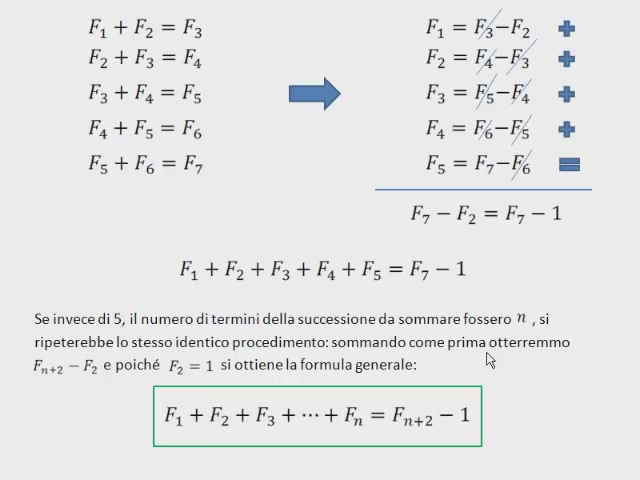 F₁ + F₂ = F₃
F₂ + F₃ = F₄
F₃ + F₄ = F₅
F₄ + F₅ = F₆
F₅ + F₆ = F₇
F₁ = F₃−F₂ +
F₂ = F₄−F₃ +
F₃ = F₅−F₄ +
F₄ = F₆−F₅ +
F₅ = F₇−F₆ =
F₇ − F₂ = F₇ − 1
F₁ + F₂ + F₃ + F₄ + F₅ = F₇ − 1
Se invece di 5, il numero di termini della successione da sommare fossero n , si
ripeterebbe lo stesso identico procedimento: sommando come prima otterremmo
Fₙ₊₂ − F₂ e poiché F₂ = 1 si ottiene la formula generale:
F₁ + F₂ + F₃ + ⋯ + Fₙ = Fₙ₊₂ − 1